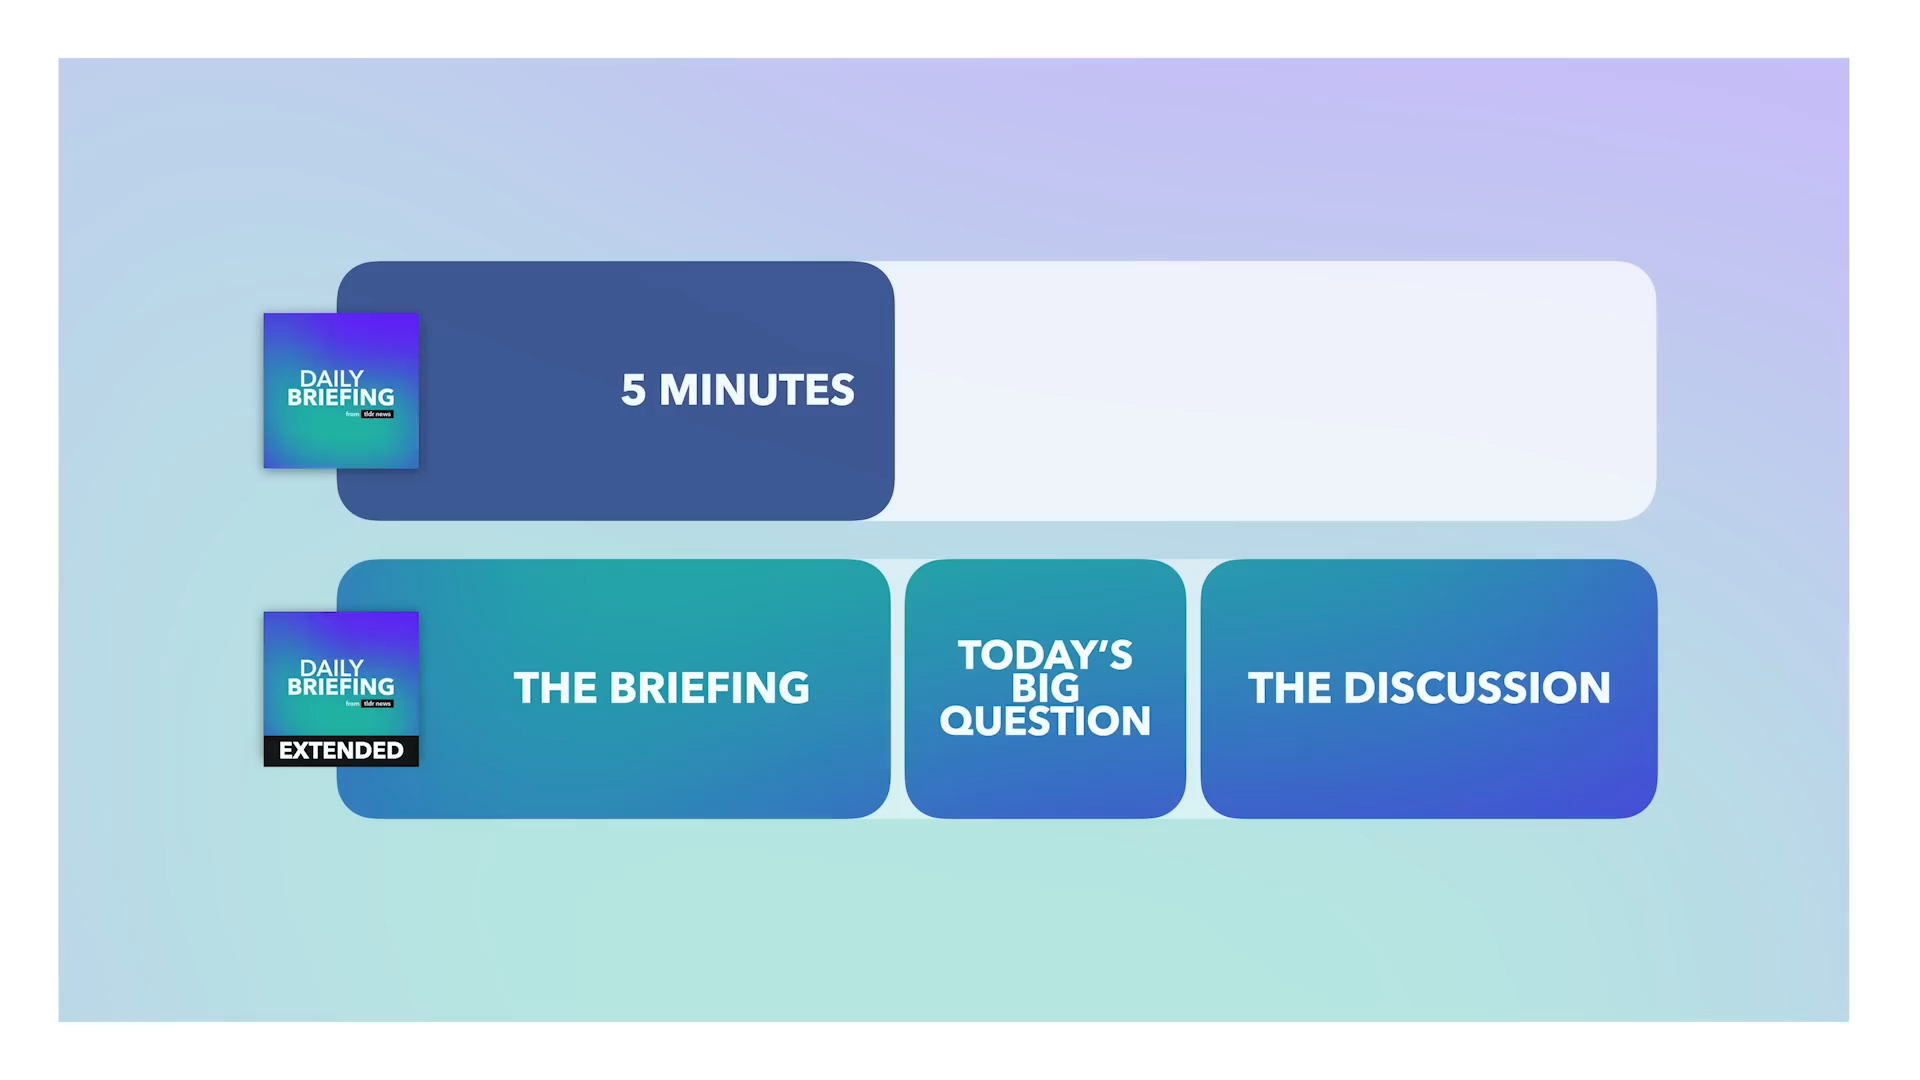 DAILY
BRIEFING
from tldr news
5 MINUTES
DAILY
BRIEFING
from tldr news
EXTENDED
THE BRIEFING
TODAY’S
BIG
QUESTION
THE DISCUSSION